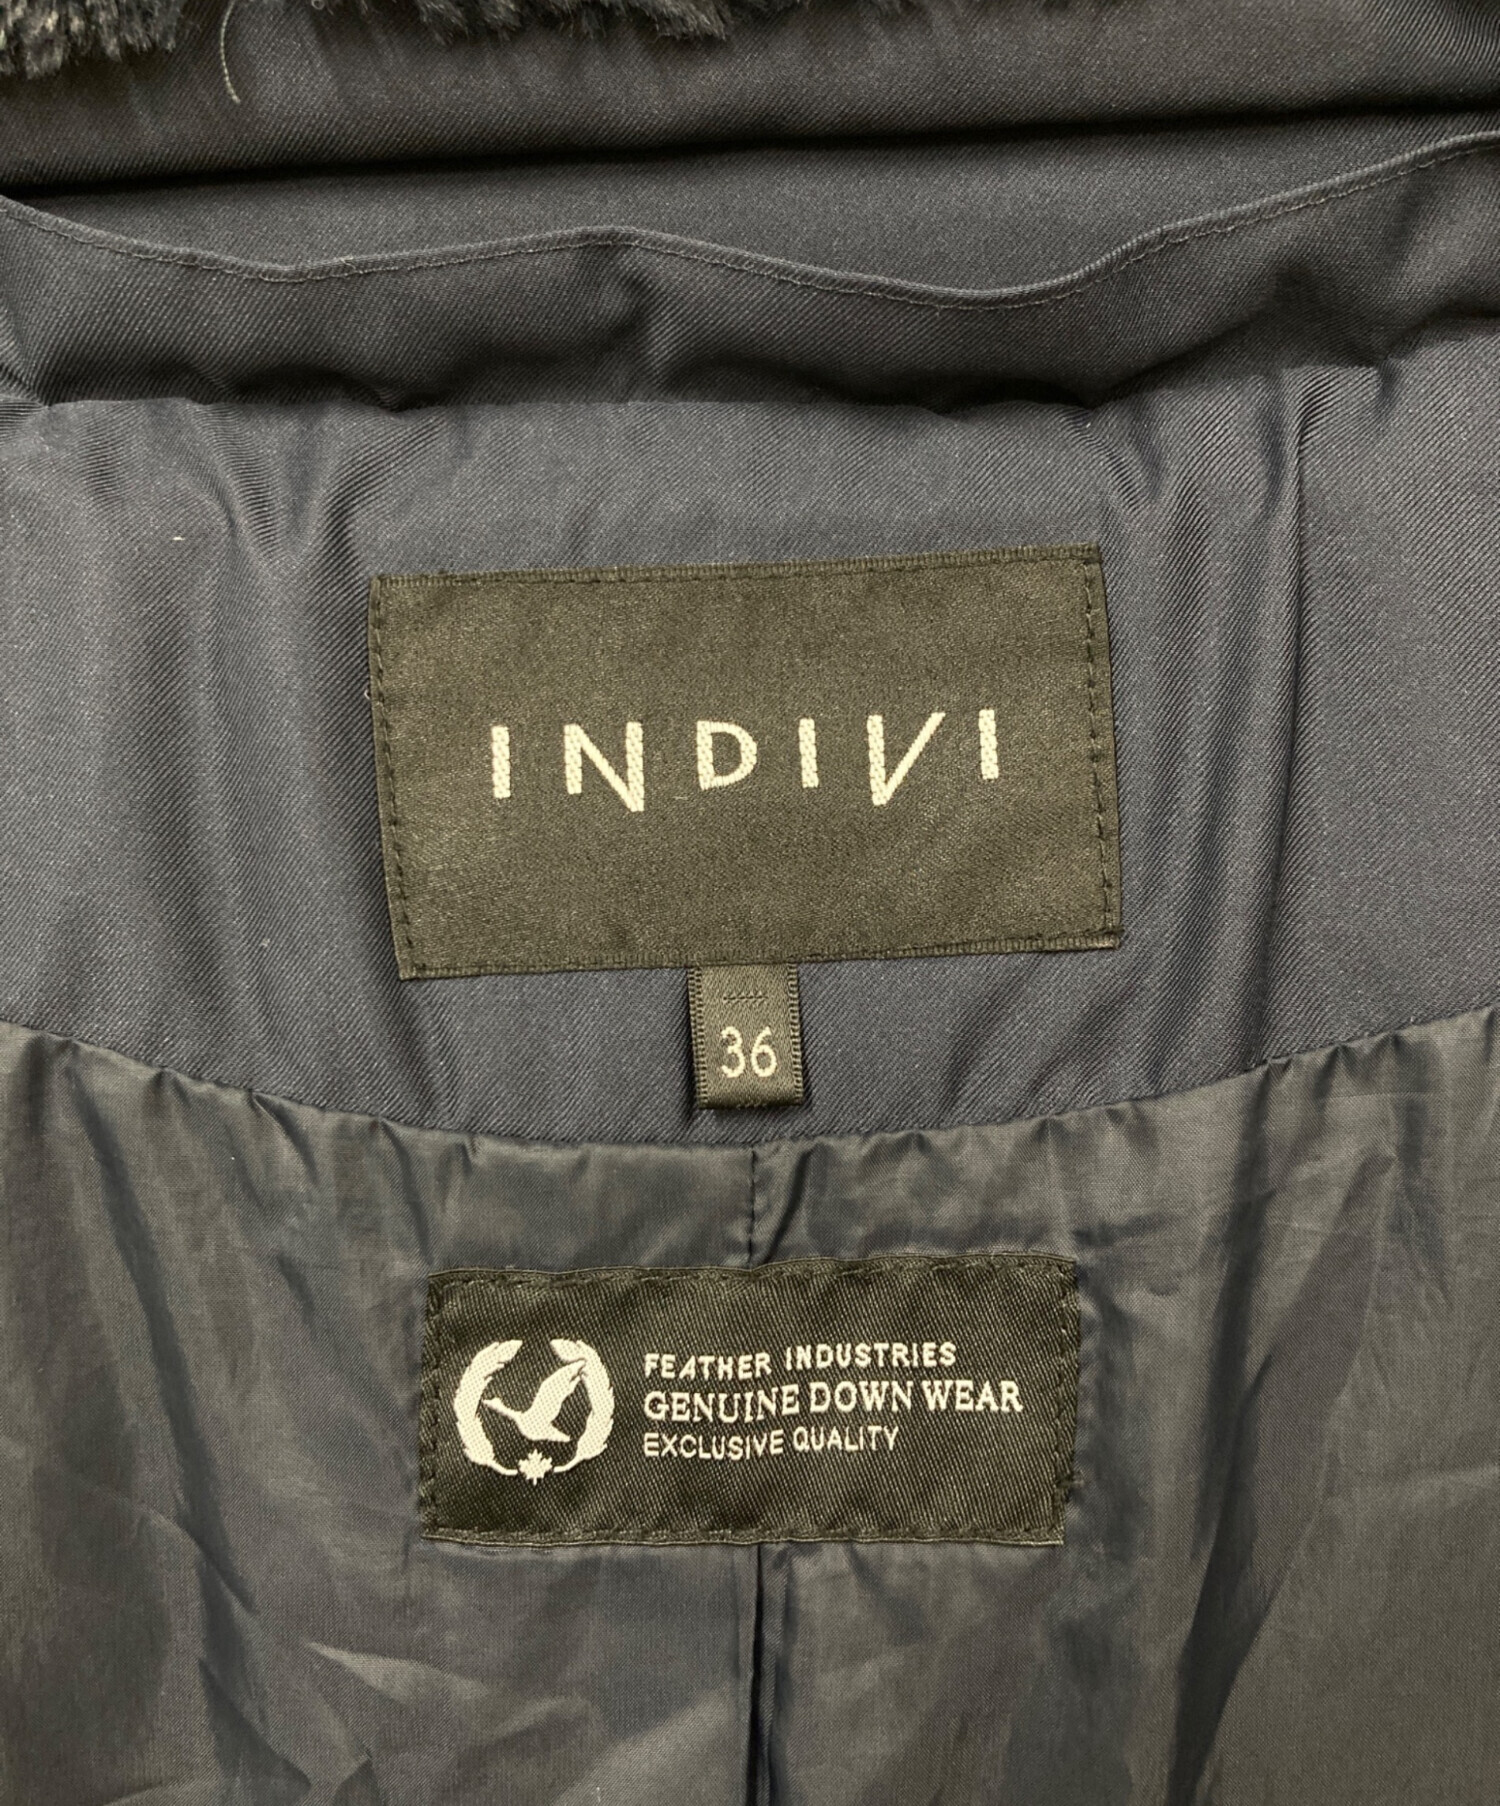 INDIVI
36
FEATHER INDUSTRIES
GENUINE DOWN WEAR
EXCLUSIVE QUALITY